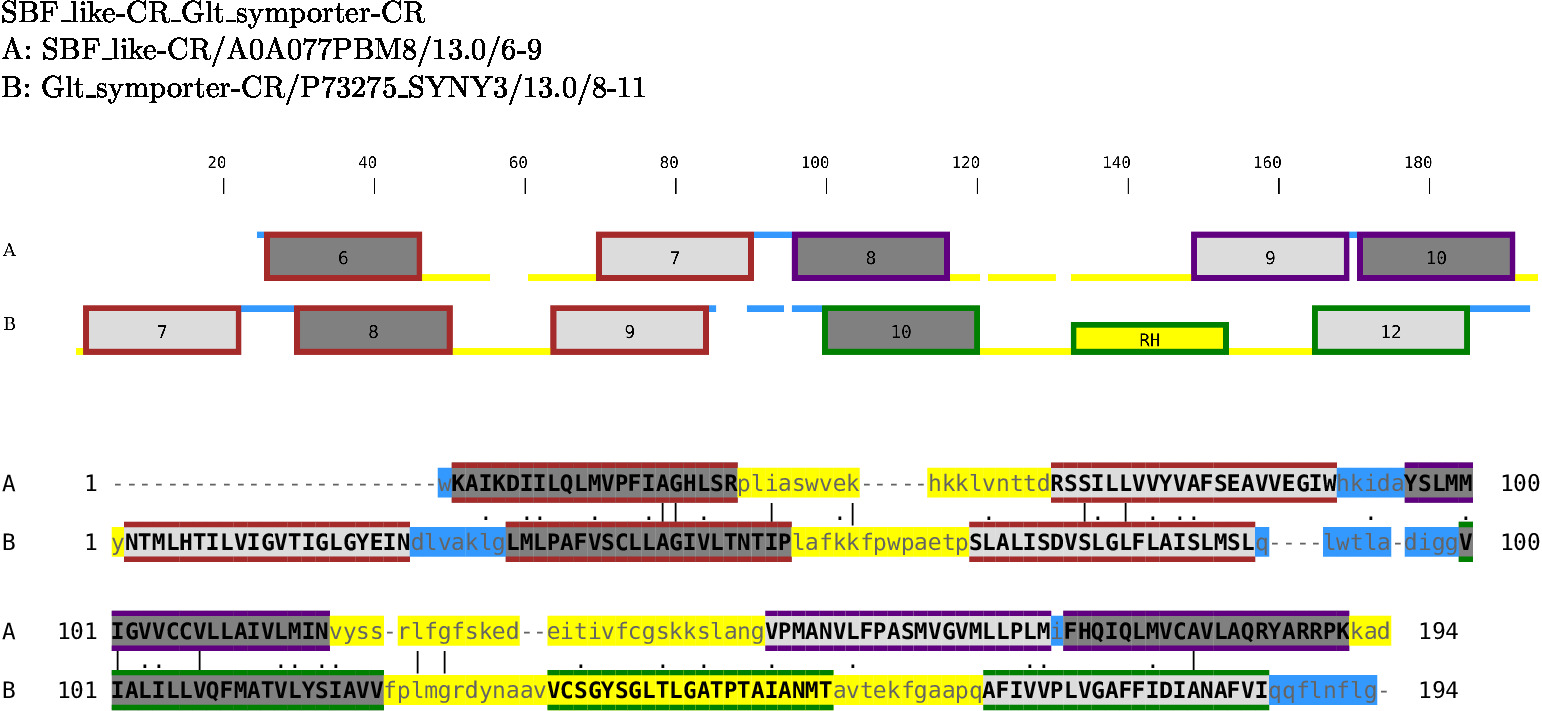 SBF_like-CR_Glt_symporter-CR
A: SBF_like-CR/A0A077PBM8/13.0/6-9
B: Glt_symporter-CR/P73275_SYNY3/13.0/8-11
20 40 60 80 100 120 140 160 180
A 6 7 8 9 10
B 7 8 9 10 RH 12
A 1 ------------------------wKAIKDIILQLMVPFIAGHLSRpliaswvek-----hkklvnttdRSSILLVVYVAFSEAVVEGIWhkidaYSLMM 100
B 1 yNTMLHTILVIGVTIGLGYEINdlvaklgLMLPAFVSCLLAGIVLTNTIPlafkkfpwpaetpSLALISDVSLGLFLAISLMSLq----lwtla-diggV 100
A 101 IGVVCCVLLAIVLMINvyss-rlfgfsked--eitivfcgskkslangVPMANVLFPASMVGVMLLPLMiFHQIQLMVCAVLAQRYARRPKkad 194
B 101 IALILLVQFMATVLYSIAVVfplmgrdynaavVCSGYSGLTLGATPTAIANMTavtekfgaapqAFIVVPLVGAFFIDIANAFVIqqflnflg- 194